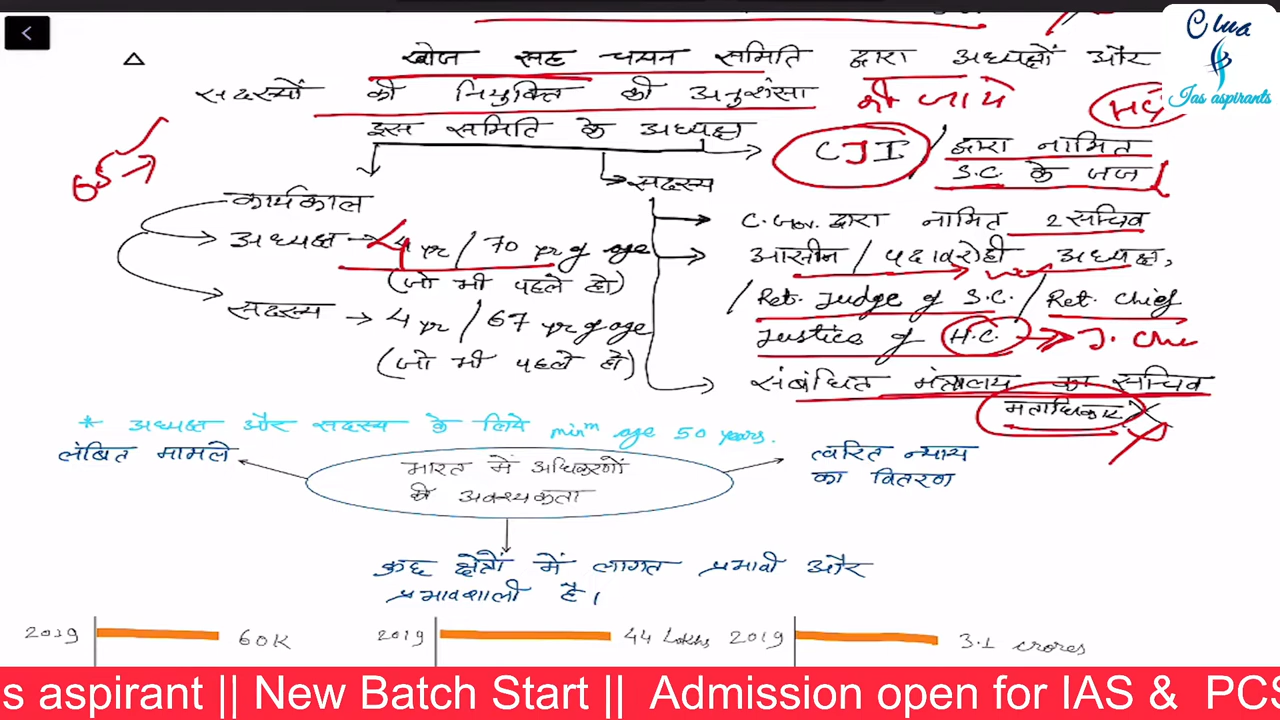 Clua
Ias aspirants
खोज सह चयन समिति द्वारा अध्यक्षों और
सदस्यों की नियुक्ति की अनुशंसा की जाये
HC
इस समिति के अध्यक्ष
CJI / द्वारा नामित
S.C. के जज
65 →
सदस्य
कार्यकाल
अध्यक्ष → 4 yr / 70 yr of age
(जो भी पहले हो)
सदस्य → 4 yr / 67 yr of age
(जो भी पहले हो)
C. Gov. द्वारा नामित 2 सचिव
आसीन / पदावरोही अध्यक्ष,
/ Ret. Judge of S.C. / Ret. Chief
Justice of H.C.
संबंधित मंत्रालय का सचिव
मताधिकार X
* अध्यक्ष और सदस्य के लिये minm age 50 years.
लंबित मामले
भारत में अधिकरणों
की आवश्यकता
त्वरित न्याय
का वितरण
कुछ क्षेत्रों में लागत प्रभावी और
प्रभावशाली है।
2019 60K
2019 44 Lakhs
2019 3.1 crores
s aspirant || New Batch Start || Admission open for IAS & PCS